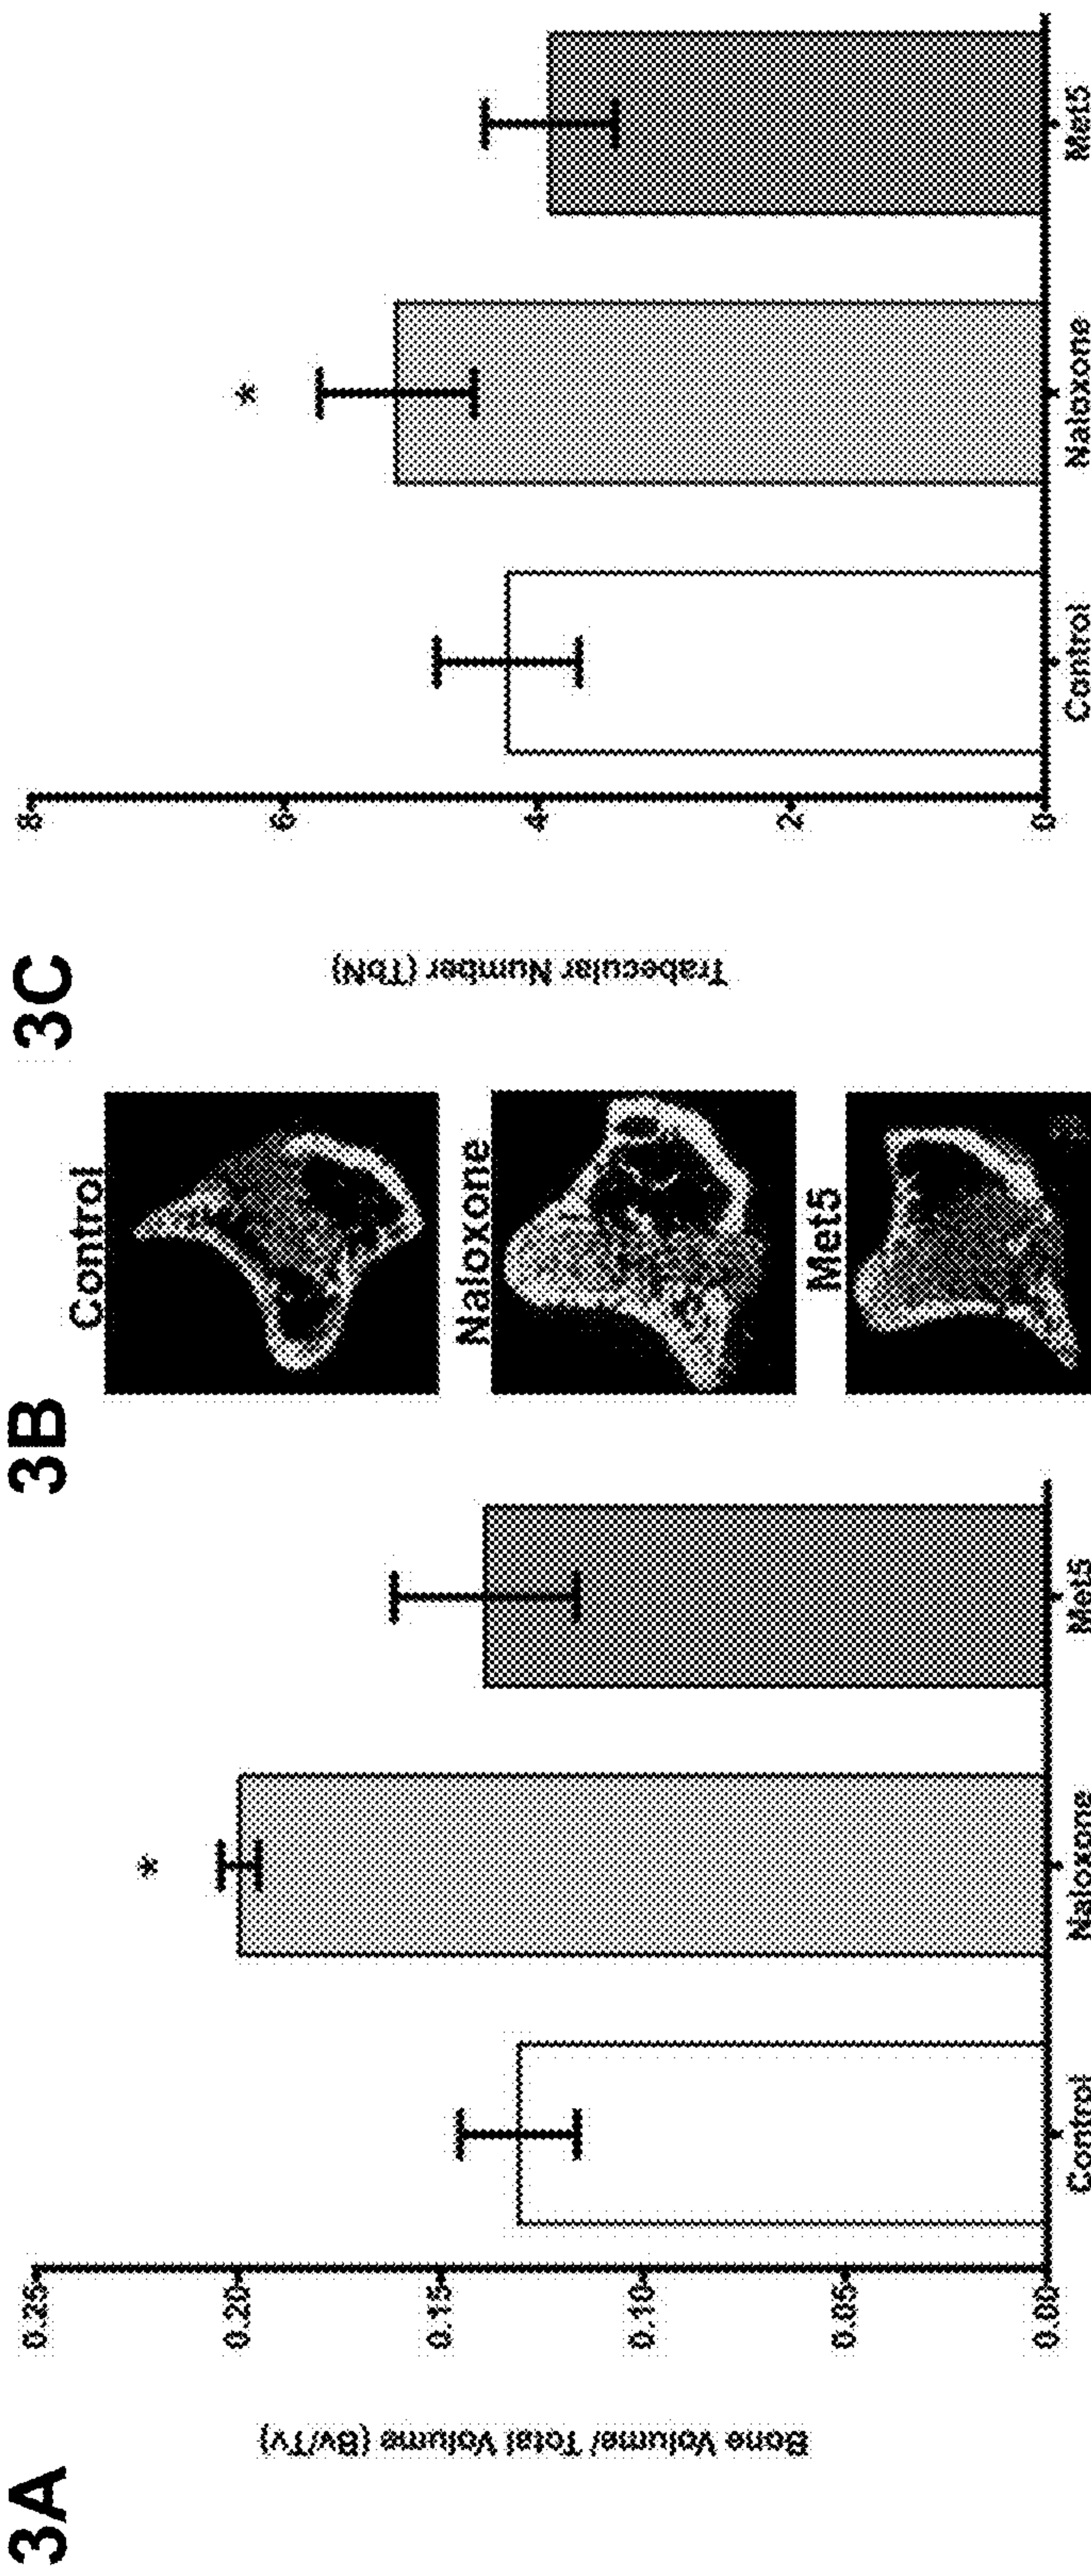 3A
Bone Volume/ Total Volume (Bv/Tv)
0.25
0.20
0.15
0.10
0.05
0.00
Control
Naloxone
Met5
*
3B
Control
Naloxone
Met5
3C
Trabecular Number (TbN)
8
6
4
2
0
Control
Naloxone
Met5
*